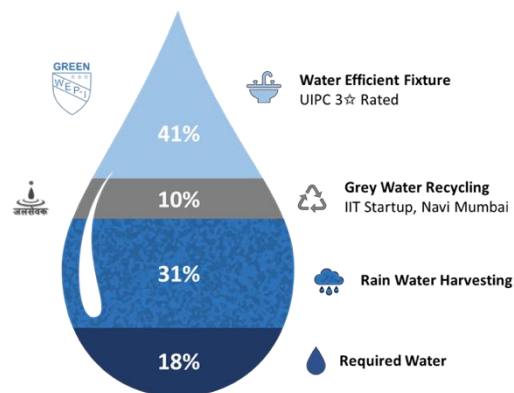 GREEN
WEP-I
41%
Water Efficient Fixture
UIPC 3☆ Rated
जलसेवक
10%
Grey Water Recycling
IIT Startup, Navi Mumbai
31%
Rain Water Harvesting
18%
Required Water